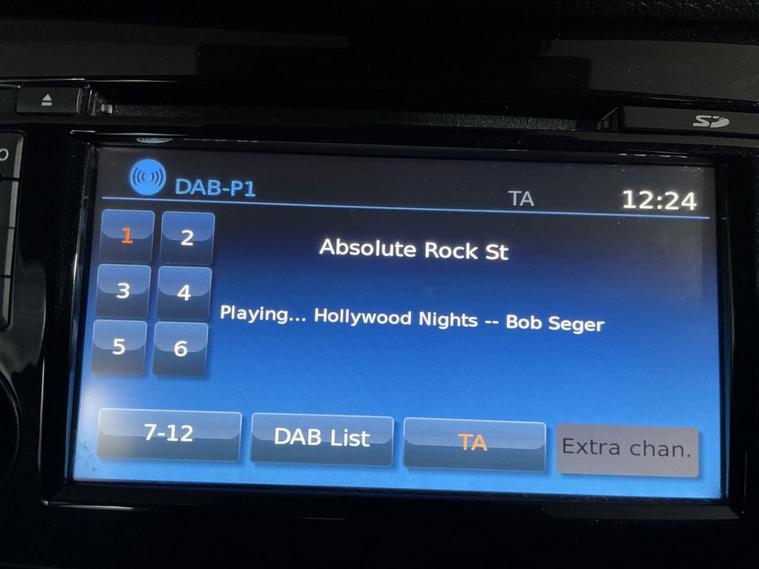 SD
O
DAB-P1 TA 12:24
1 2
Absolute Rock St
3 4
Playing... Hollywood Nights -- Bob Seger
5 6
7-12 DAB List TA Extra chan.